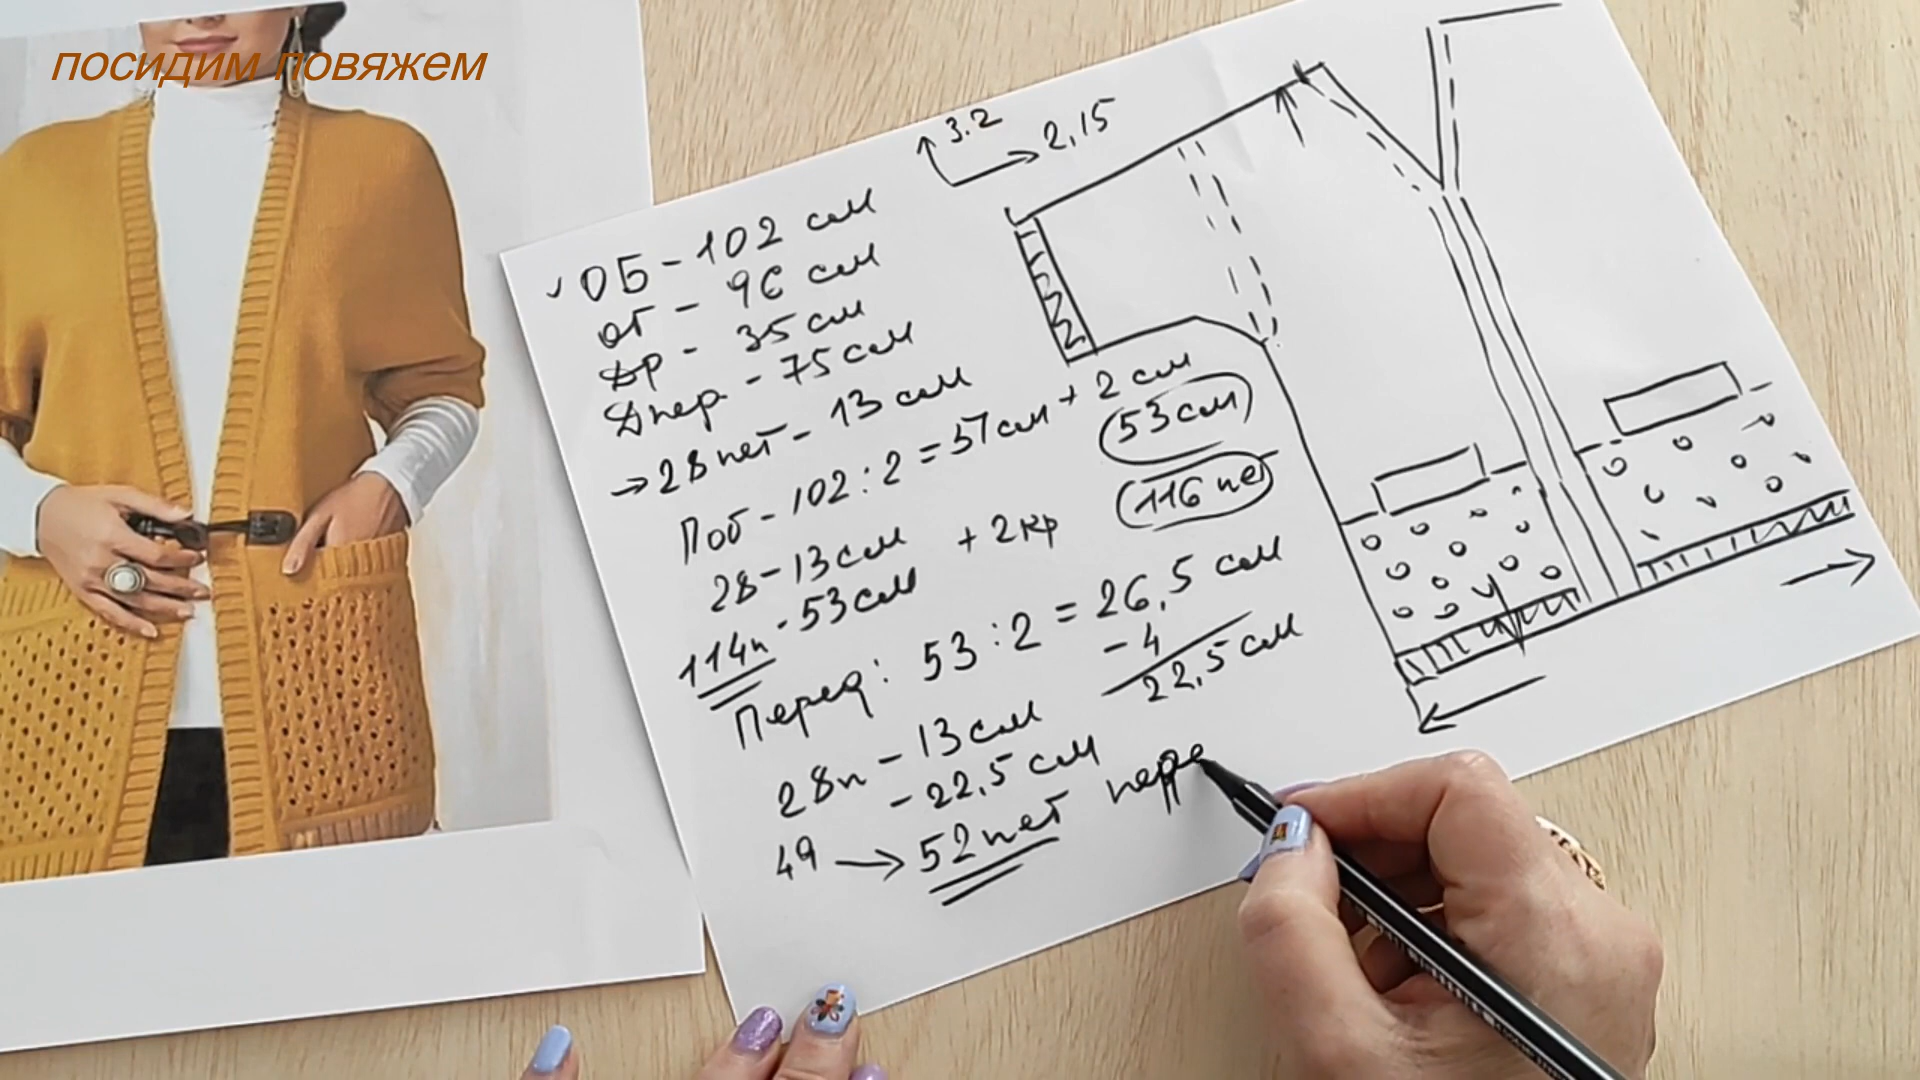 посидим повяжем
3.2
2,15
✓ ОБ - 102 см
ОТ - 96 см
Др - 35 см
Дпер. - 75 см
→ 28 пет - 13 см
Поб - 102 : 2 = 51 см + 2 см
53 см
116 пет
28 - 13 см + 2 кр
114п - 53 см
Перед: 53 : 2 = 26,5 см
- 4
22,5 см
28п - 13 см
- 22,5 см
49 → 52 пет пере